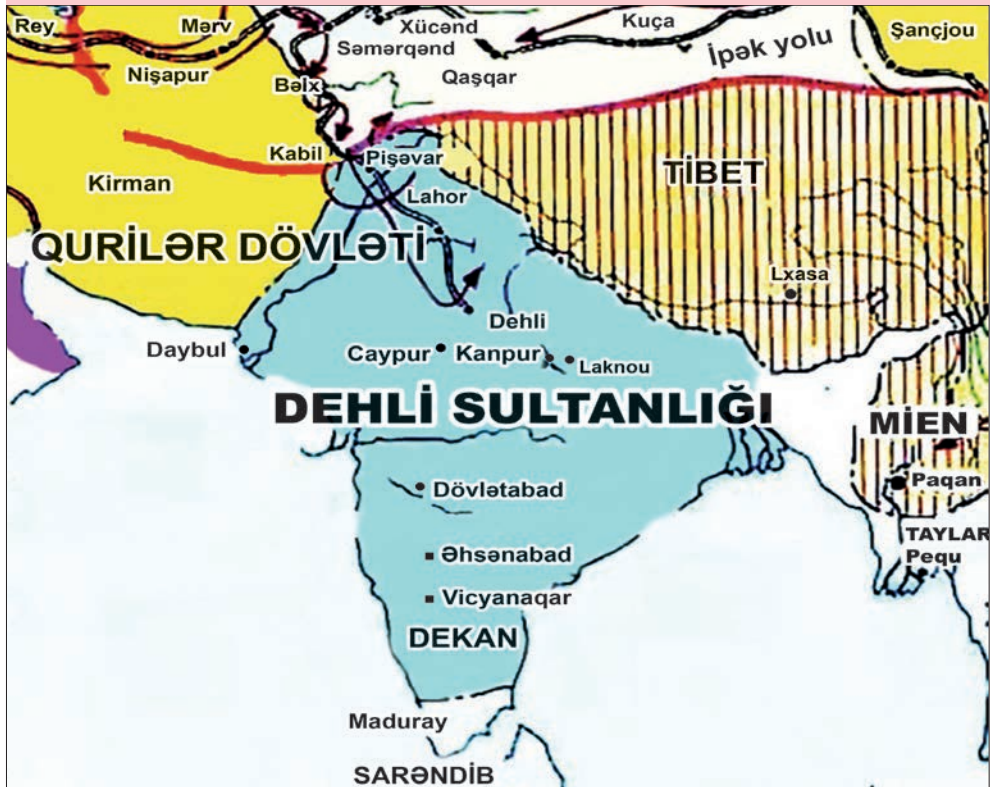 Rey
Mərv
Xücənd
Kuça
Səmərqənd
İpək yolu
Şançjou
Nişapur
Bəlx
Qaşqar
Kabil
Pişəvar
TİBET
Kirman
Lahor
QURİLƏR DÖVLƏTİ
Lxasa
Dehli
Daybul
Caypur
Kanpur
Laknou
DEHLİ SULTANLIĞI
MİEN
Dövlətabad
Paqan
TAYLAR
Əhsənabad
Pequ
Vicyanaqar
DEKAN
Maduray
SARƏNDİB